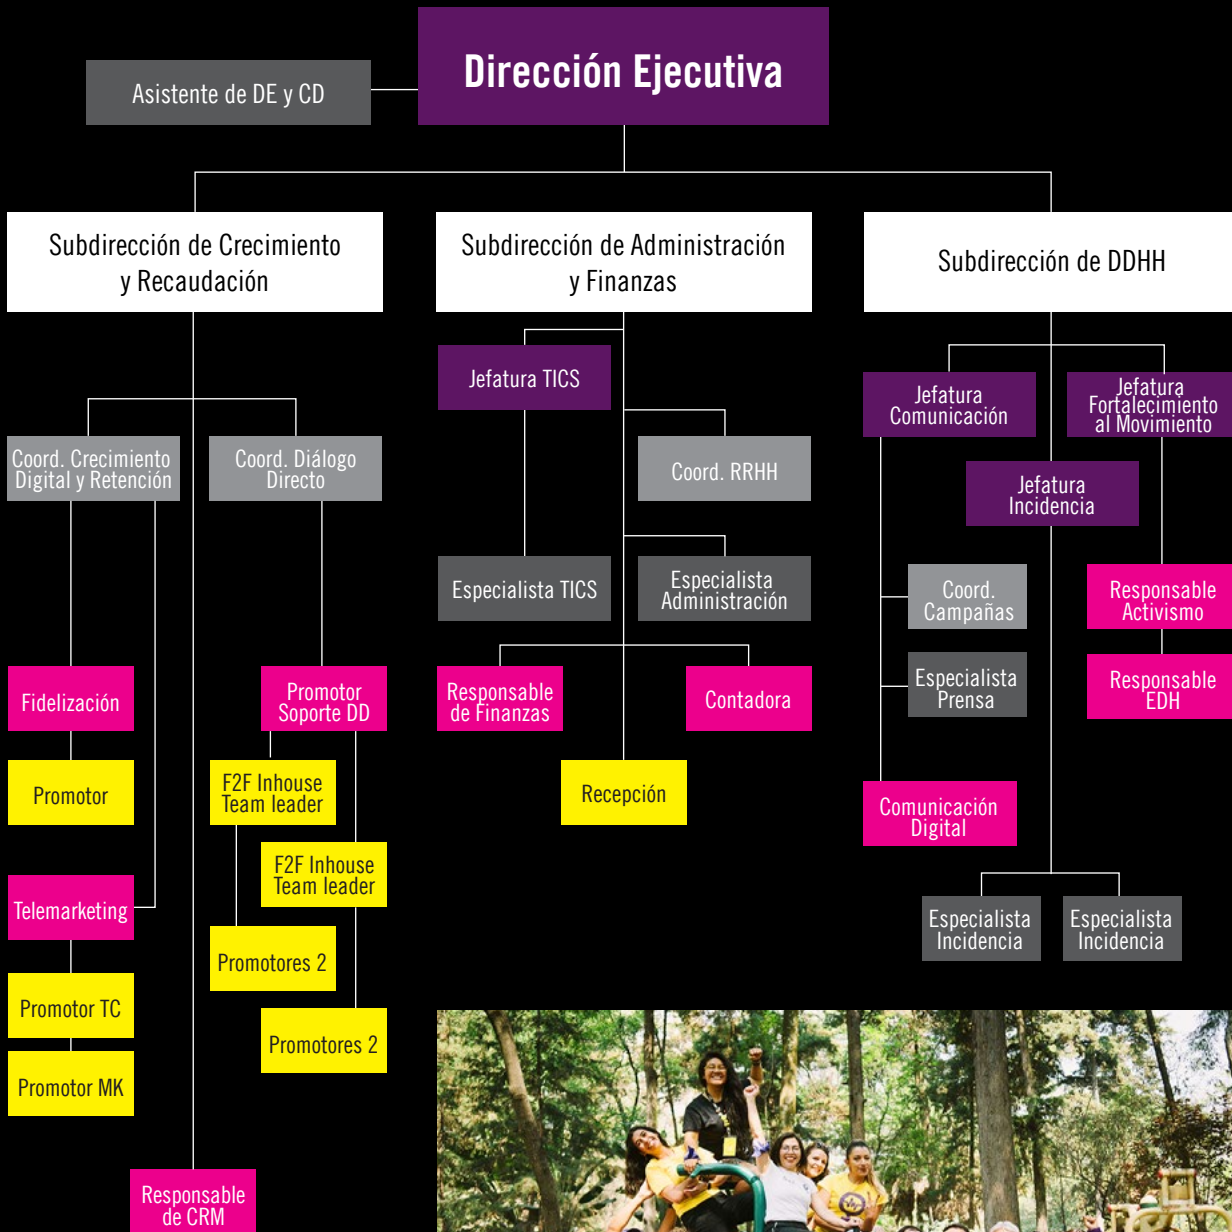 Dirección Ejecutiva
Asistente de DE y CD
Subdirección de Crecimiento
y Recaudación
Subdirección de Administración
y Finanzas
Subdirección de DDHH
Coord. Crecimiento
Digital y Retención
Coord. Diálogo
Directo
Fidelización
Promotor
Telemarketing
Promotor TC
Promotor MK
Promotor
Soporte DD
F2F Inhouse
Team leader
F2F Inhouse
Team leader
Promotores 2
Promotores 2
Responsable
de CRM
Jefatura TICS
Coord. RRHH
Especialista TICS
Especialista
Administración
Responsable
de Finanzas
Contadora
Recepción
Jefatura
Comunicación
Jefatura
Fortalecimiento
al Movimiento
Jefatura
Incidencia
Coord.
Campañas
Especialista
Prensa
Comunicación
Digital
Responsable
Activismo
Responsable
EDH
Especialista
Incidencia
Especialista
Incidencia